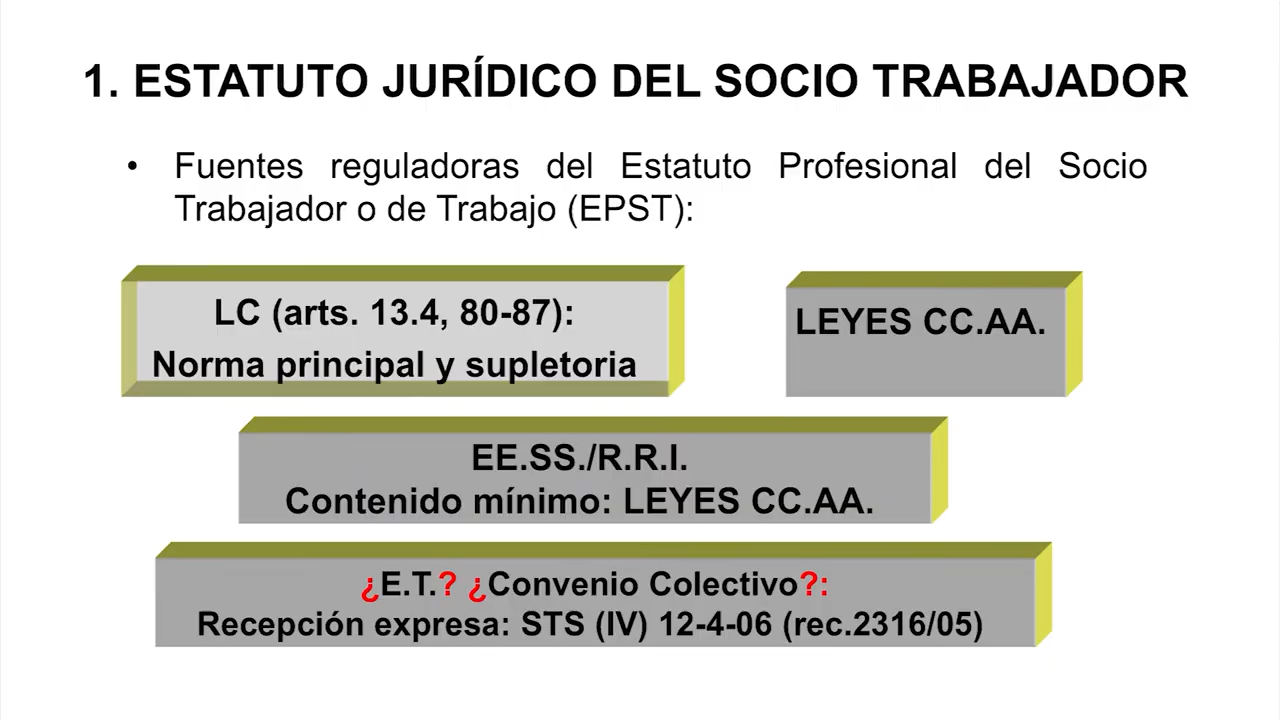 1. ESTATUTO JURÍDICO DEL SOCIO TRABAJADOR
• Fuentes reguladoras del Estatuto Profesional del Socio
Trabajador o de Trabajo (EPST):
LC (arts. 13.4, 80-87):
Norma principal y supletoria
LEYES CC.AA.
EE.SS./R.R.I.
Contenido mínimo: LEYES CC.AA.
¿E.T.? ¿Convenio Colectivo?:
Recepción expresa: STS (IV) 12-4-06 (rec.2316/05)